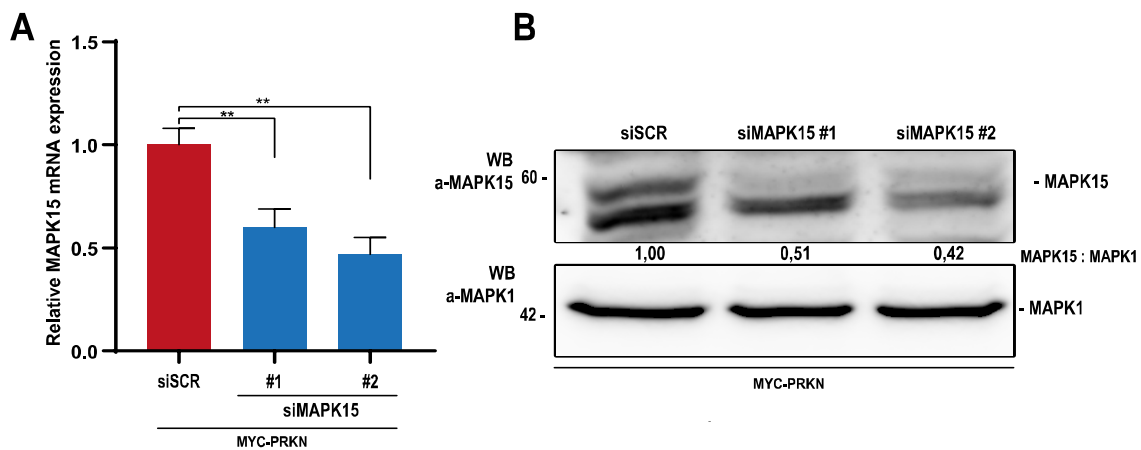 A
Relative MAPK15 mRNA expression
1.5
1.0
0.5
0.0
**
**
siSCR
#1
#2
siMAPK15
MYC-PRKN
B
siSCR
siMAPK15 #1
siMAPK15 #2
WB
a-MAPK15
60 -
- MAPK15
1,00
0,51
0,42
MAPK15 : MAPK1
WB
a-MAPK1
42 -
- MAPK1
MYC-PRKN